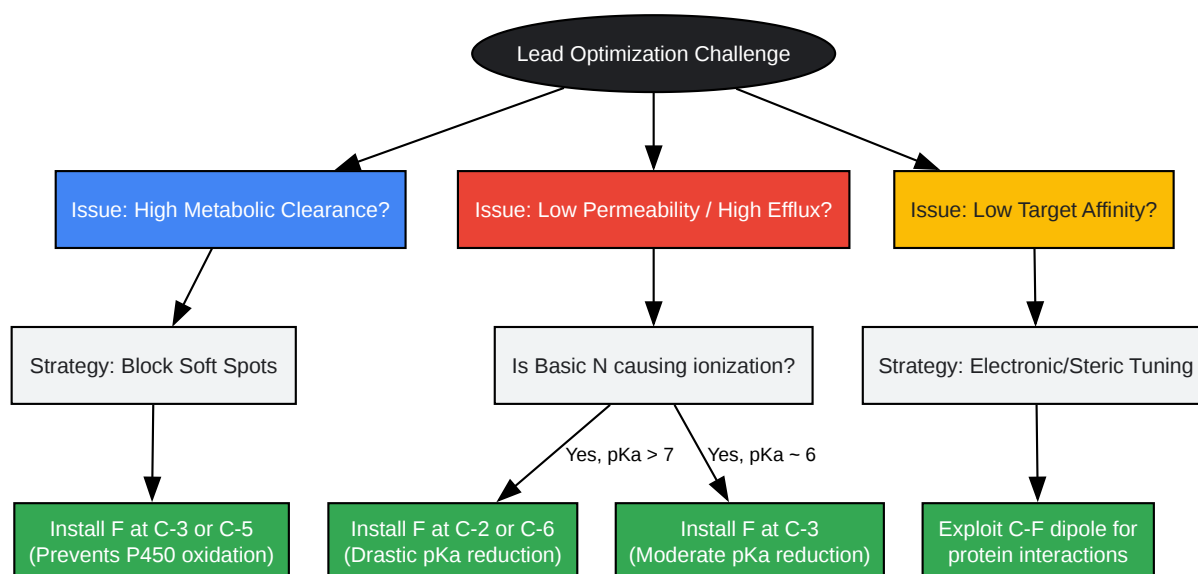 Lead Optimization Challenge
Issue: High Metabolic Clearance?
Issue: Low Permeability / High Efflux?
Issue: Low Target Affinity?
Strategy: Block Soft Spots
Is Basic N causing ionization?
Strategy: Electronic/Steric Tuning
Yes, pKa > 7
Yes, pKa ~ 6
Install F at C-3 or C-5
(Prevents P450 oxidation)
Install F at C-2 or C-6
(Drastic pKa reduction)
Install F at C-3
(Moderate pKa reduction)
Exploit C-F dipole for
protein interactions